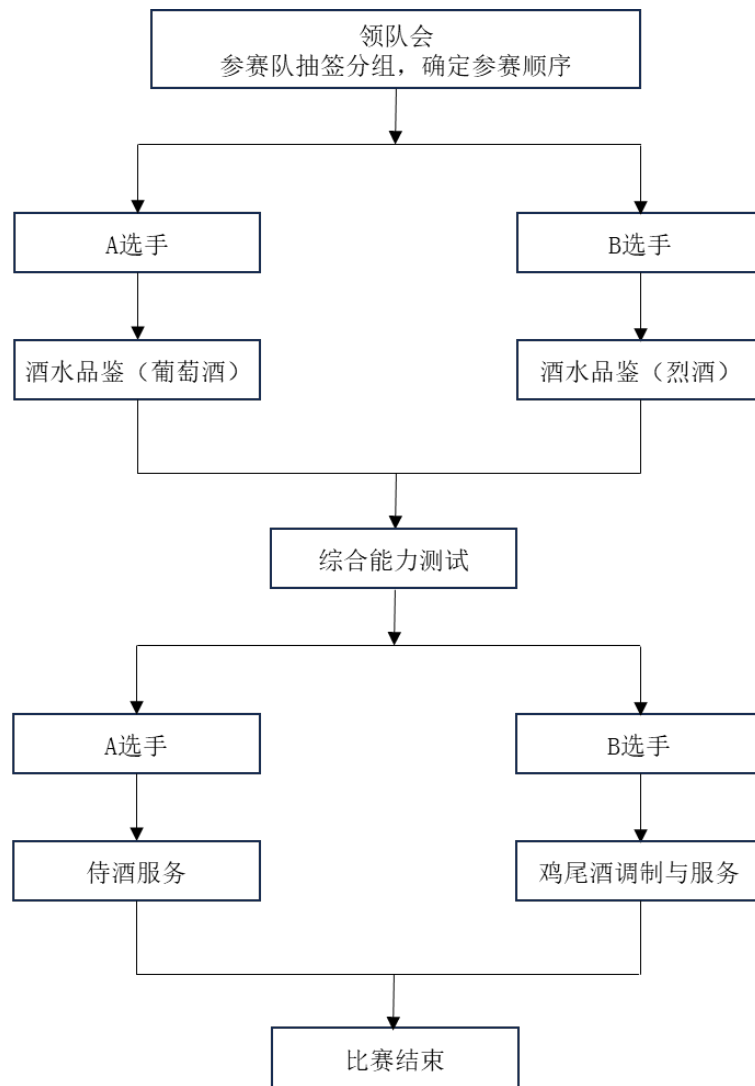 领队会
参赛队抽签分组，确定参赛顺序
A选手
B选手
酒水品鉴（葡萄酒）
酒水品鉴（烈酒）
综合能力测试
A选手
B选手
侍酒服务
鸡尾酒调制与服务
比赛结束